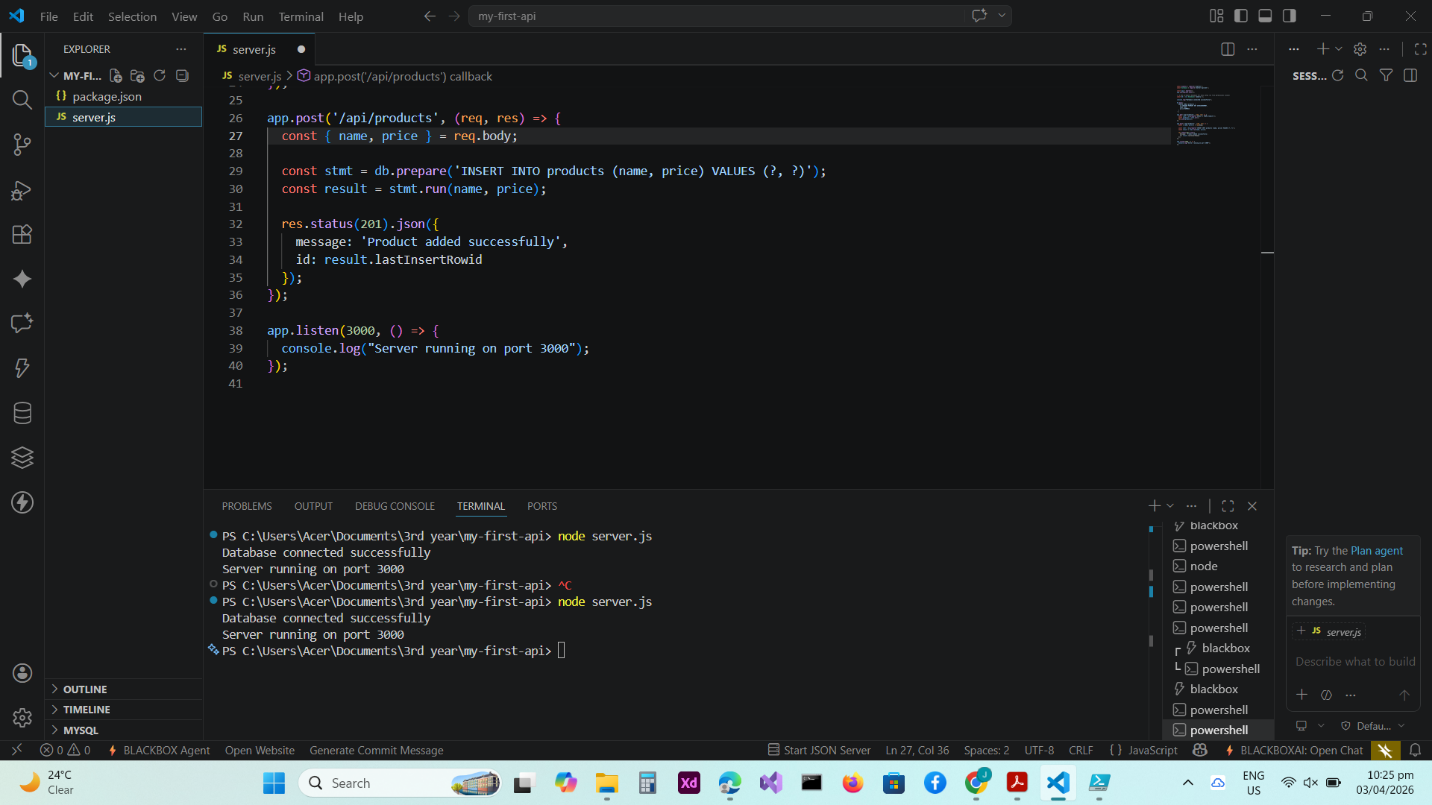 File Edit Selection View Go Run Terminal Help
my-first-api
EXPLORER
MY-FI...
package.json
JS server.js
1
JS server.js
JS server.js > app.post('/api/products') callback
25
26 app.post('/api/products', (req, res) => {
27 const { name, price } = req.body;
28
29 const stmt = db.prepare('INSERT INTO products (name, price) VALUES (?, ?)');
30 const result = stmt.run(name, price);
31
32 res.status(201).json({
33 message: 'Product added successfully',
34 id: result.lastInsertRowid
35 });
36 });
37
38 app.listen(3000, () => {
39 console.log("Server running on port 3000");
40 });
41
SESS...
PROBLEMS OUTPUT DEBUG CONSOLE TERMINAL PORTS
PS C:\Users\Acer\Documents\3rd year\my-first-api> node server.js
Database connected successfully
Server running on port 3000
PS C:\Users\Acer\Documents\3rd year\my-first-api> ^C
PS C:\Users\Acer\Documents\3rd year\my-first-api> node server.js
Database connected successfully
Server running on port 3000
PS C:\Users\Acer\Documents\3rd year\my-first-api>
blackbox
powershell
node
powershell
powershell
powershell
blackbox
powershell
blackbox
powershell
powershell
Tip: Try the Plan agent
to research and plan
before implementing
changes.
JS server.js
Describe what to build
Defau...
OUTLINE
TIMELINE
MYSQL
0 0 BLACKBOX Agent Open Website Generate Commit Message
Start JSON Server Ln 27, Col 36 Spaces: 2 UTF-8 CRLF {} JavaScript BLACKBOXAI: Open Chat
24°C
Clear
Search
Xd
J
ENG
US
10:25 pm
03/04/2026